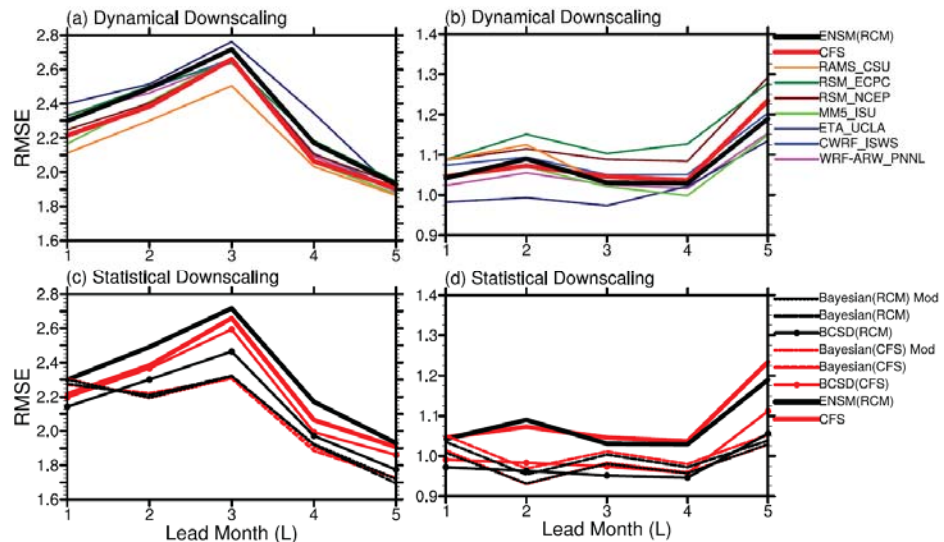 (a) Dynamical Downscaling
(b) Dynamical Downscaling
RMSE
2.8
2.6
2.4
2.2
2.0
1.8
1.6
1 2 3 4 5
1.4
1.3
1.2
1.1
1.0
0.9
1 2 3 4 5
ENSM(RCM)
CFS
RAMS_CSU
RSM_ECPC
RSM_NCEP
MM5_ISU
ETA_UCLA
CWRF_ISWS
WRF-ARW_PNNL
(c) Statistical Downscaling
(d) Statistical Downscaling
RMSE
2.8
2.6
2.4
2.2
2.0
1.8
1.6
1 2 3 4 5
Lead Month (L)
1.4
1.3
1.2
1.1
1.0
0.9
1 2 3 4 5
Lead Month (L)
Bayesian(RCM) Mod
Bayesian(RCM)
BCSD(RCM)
Bayesian(CFS) Mod
Bayesian(CFS)
BCSD(CFS)
ENSM(RCM)
CFS